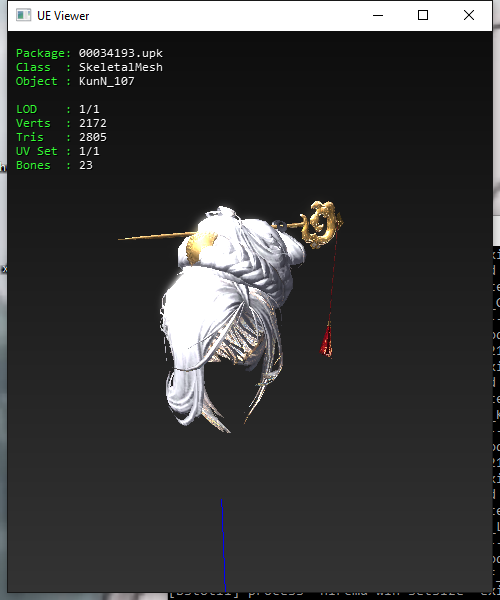 UE Viewer
Package: 00034193.upk
Class : SkeletalMesh
Object : KunN_107
LOD : 1/1
Verts : 2172
Tris : 2805
UV Set : 1/1
Bones : 23